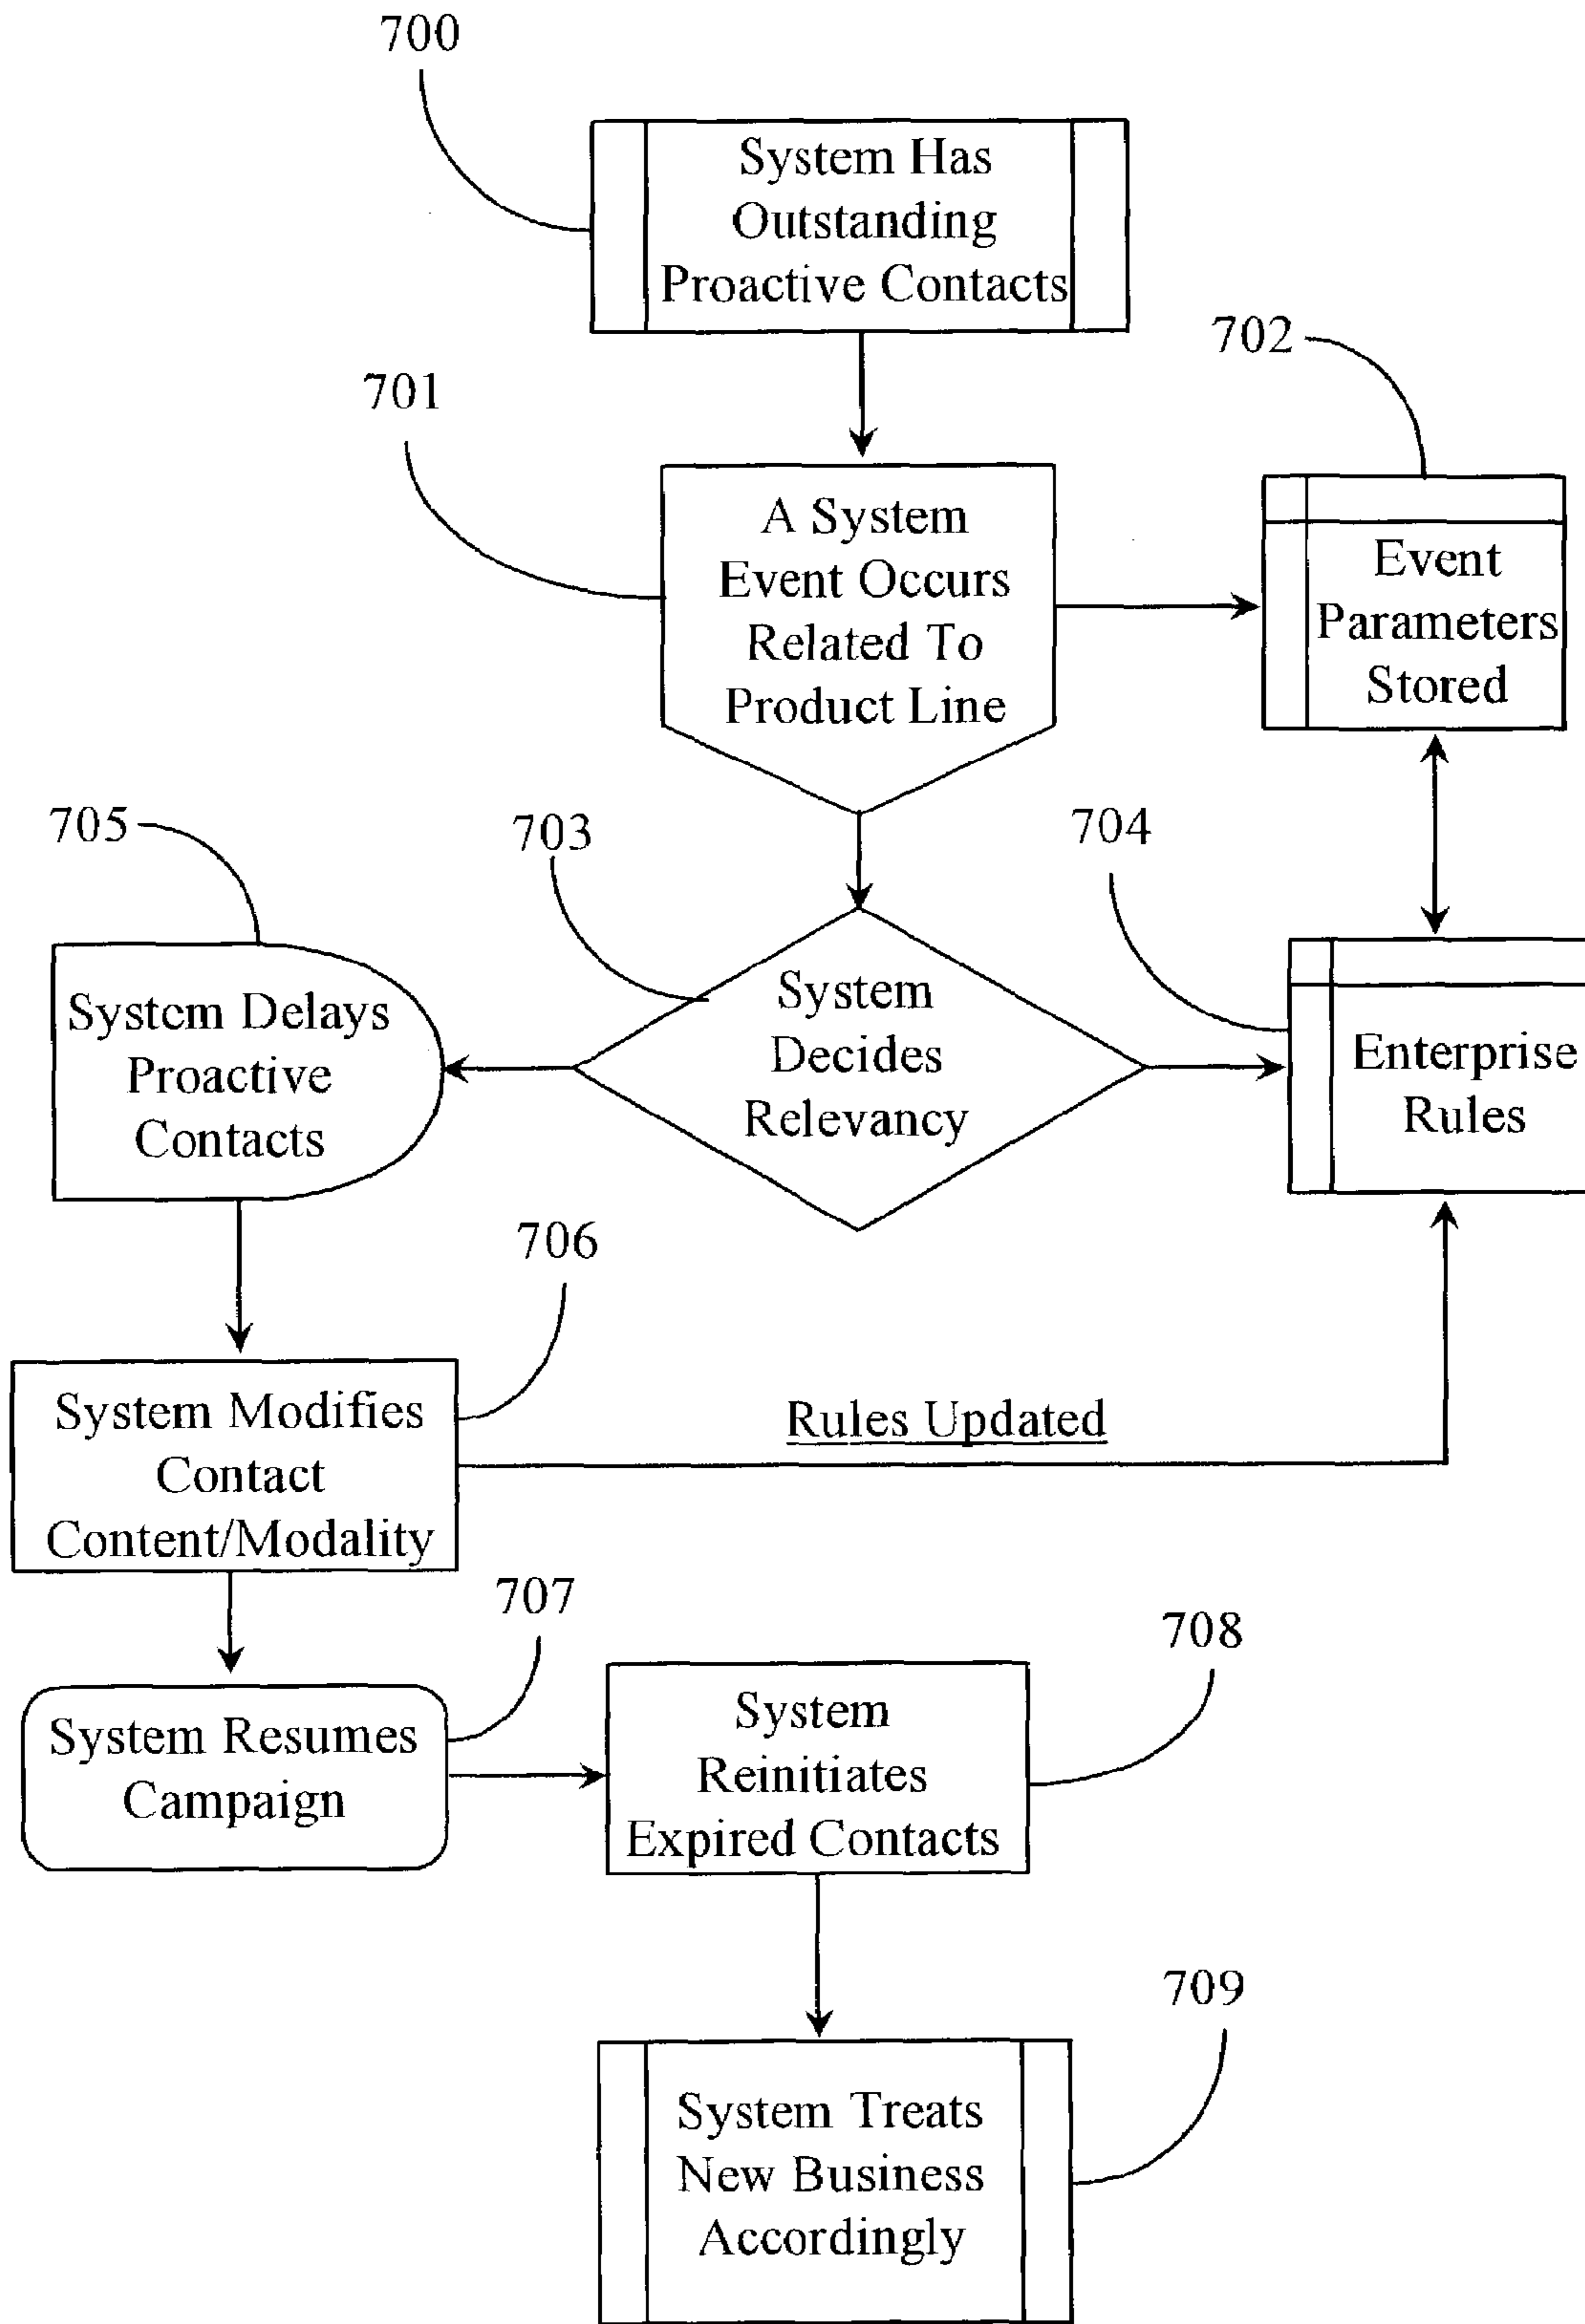 700
System Has
Outstanding
Proactive Contacts
702
701
A System
Event Occurs
Related To
Product Line
Event
Parameters
Stored
705
703
704
System Delays
Proactive
Contacts
System
Decides
Relevancy
Enterprise
Rules
706
System Modifies
Contact
Content/Modality
Rules Updated
707
708
System Resumes
Campaign
System
Reinitiates
Expired Contacts
709
System Treats
New Business
Accordingly